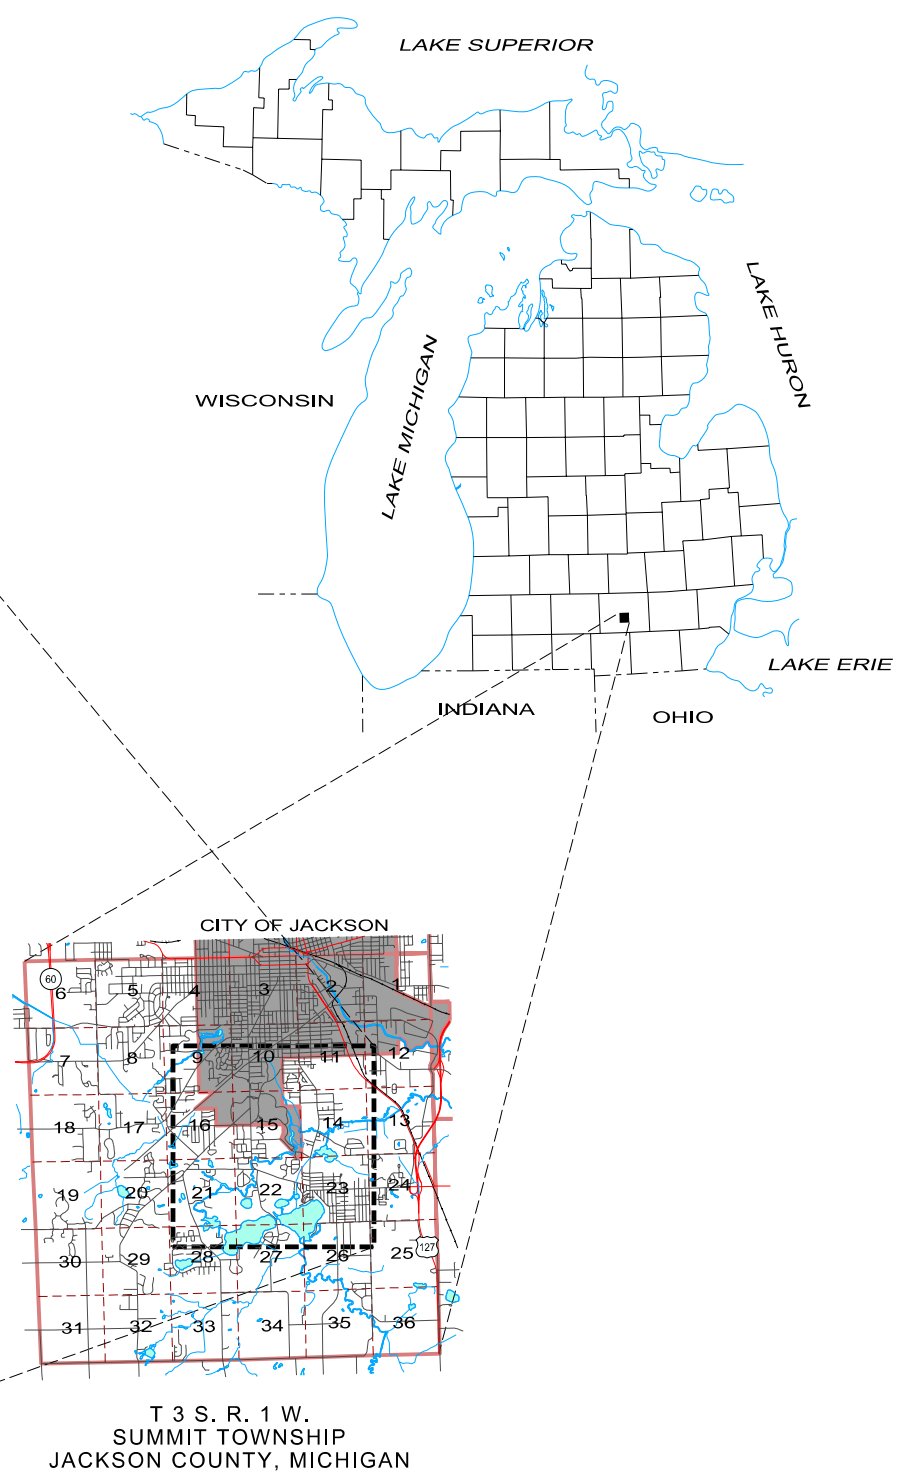 LAKE SUPERIOR
LAKE HURON
LAKE MICHIGAN
WISCONSIN
LAKE ERIE
INDIANA
OHIO
CITY OF JACKSON
60
6 5 4 3 2 1
7 8 9 10 11 12
18 17 16 15 14 13
19 20 21 22 23 24
30 29 28 27 26 25
127
31 32 33 34 35 36
T 3 S. R. 1 W.
SUMMIT TOWNSHIP
JACKSON COUNTY, MICHIGAN